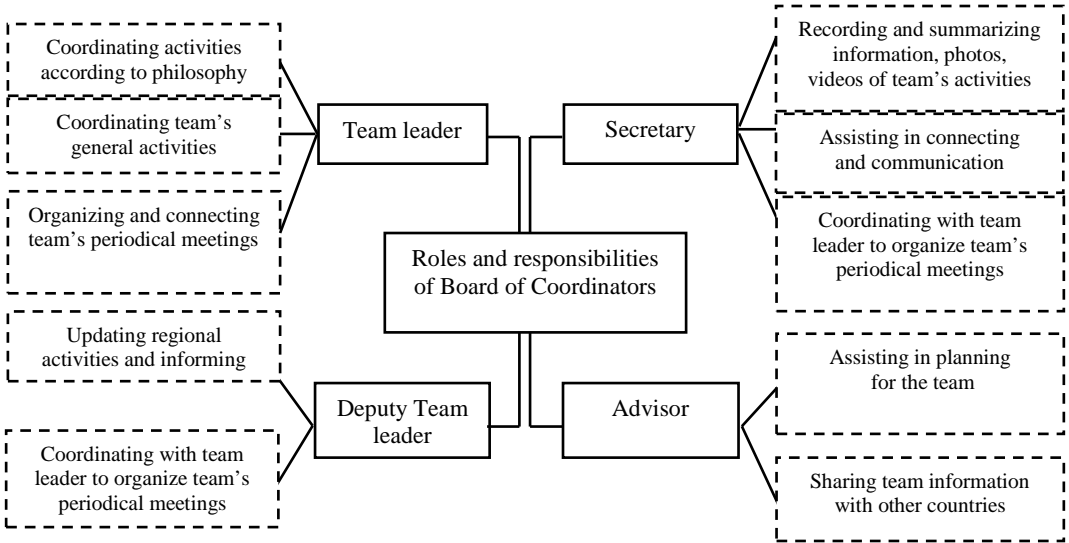 Coordinating activities
according to philosophy
Coordinating team’s
general activities
Organizing and connecting
team’s periodical meetings
Team leader
Secretary
Recording and summarizing
information, photos,
videos of team’s activities
Assisting in connecting
and communication
Coordinating with team
leader to organize team’s
periodical meetings
Roles and responsibilities
of Board of Coordinators
Updating regional
activities and informing
Coordinating with team
leader to organize team’s
periodical meetings
Deputy Team
leader
Advisor
Assisting in planning
for the team
Sharing team information
with other countries